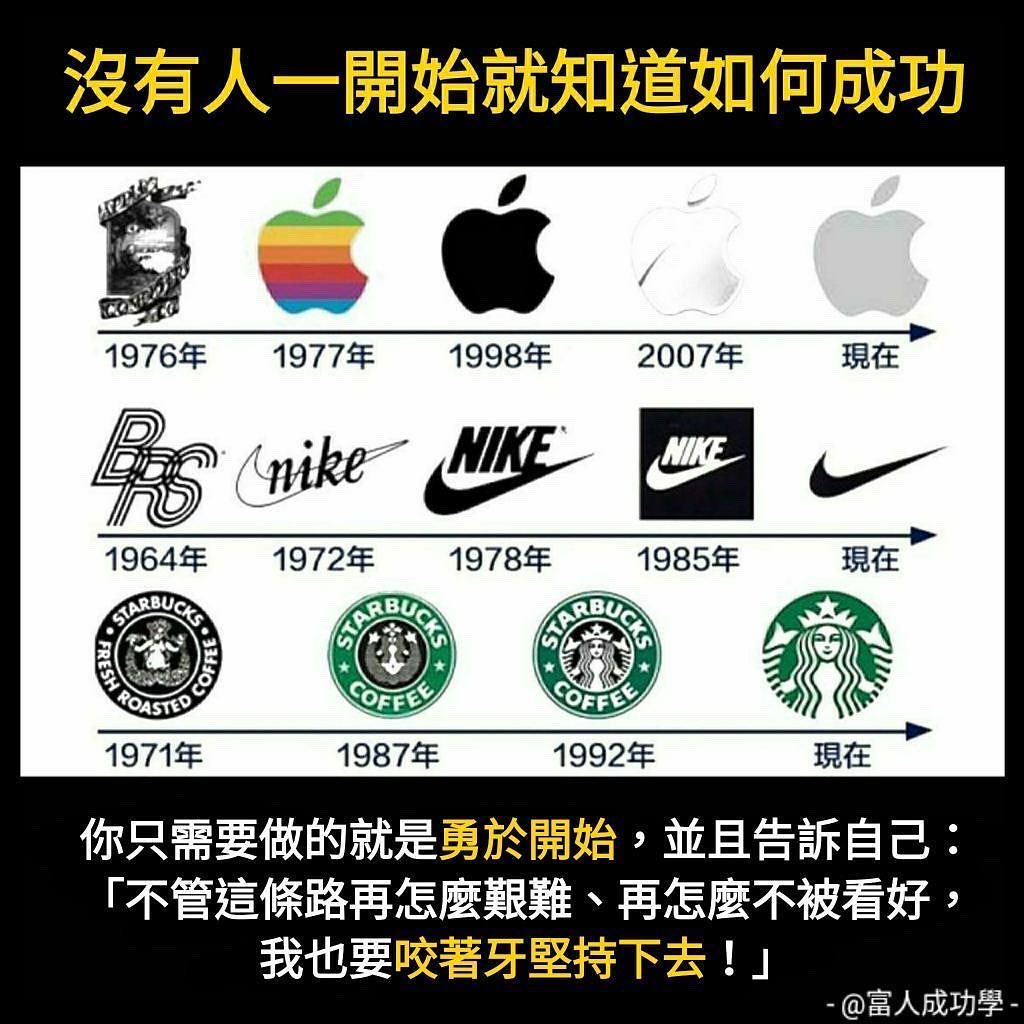 沒有人一開始就知道如何成功
1976年 1977年 1998年 2007年 現在
BRS nike NIKE NIKE
1964年 1972年 1978年 1985年 現在
STARBUCKS FRESH ROASTED COFFEE
STARBUCKS COFFEE
STARBUCKS COFFEE
1971年 1987年 1992年 現在
你只需要做的就是勇於開始，並且告訴自己：
「不管這條路再怎麼艱難、再怎麼不被看好，
我也要咬著牙堅持下去！」
- @富人成功學 -